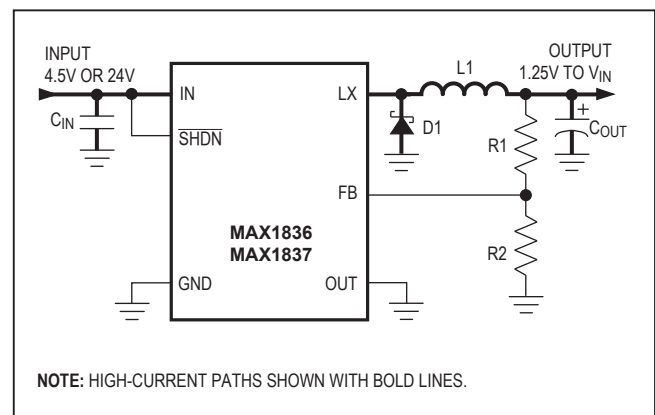 INPUT
4.5V OR 24V
OUTPUT
1.25V TO VIN
L1
IN
LX
CIN
SHDN
D1
R1
COUT
+
FB
MAX1836
MAX1837
R2
GND
OUT
NOTE: HIGH-CURRENT PATHS SHOWN WITH BOLD LINES.